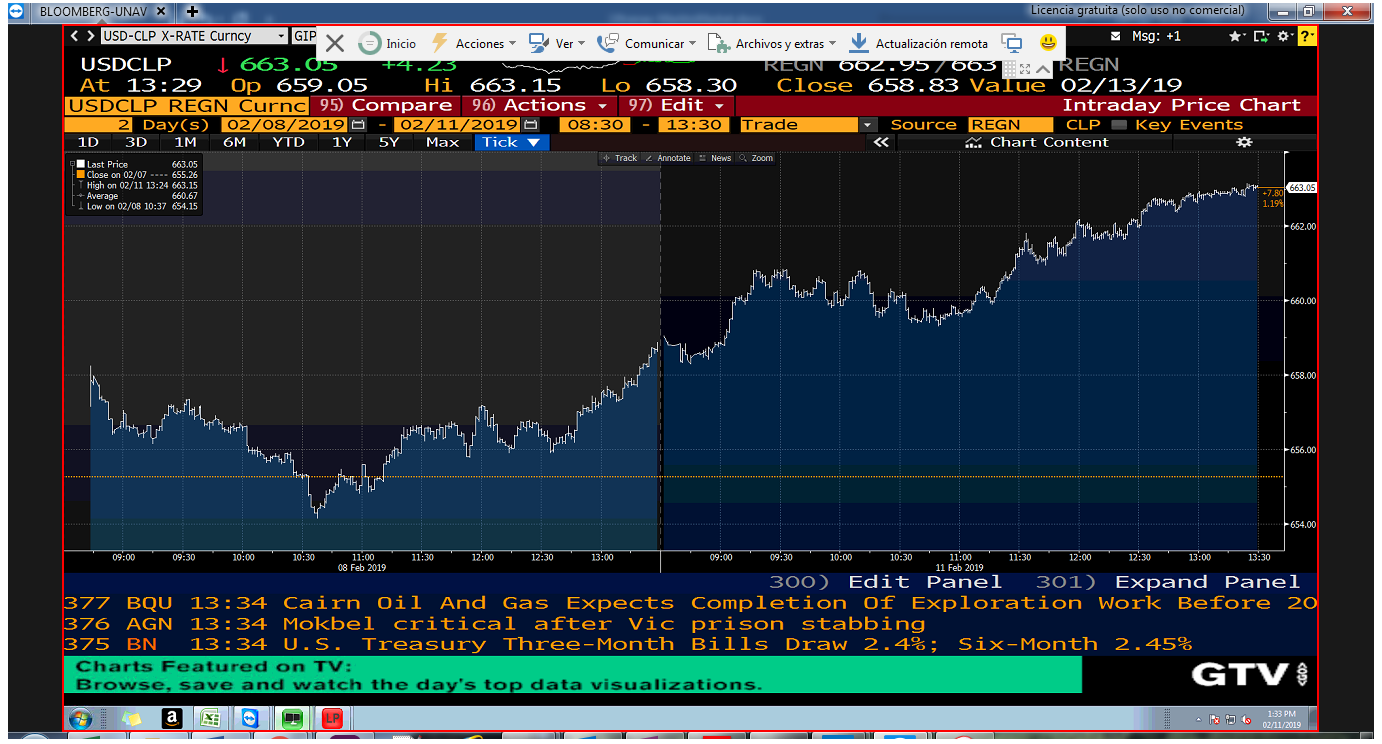 BLOOMBERG-UNAV
Licencia gratuita (solo uso no comercial)
USD-CLP X-RATE Curncy GIP
Inicio Acciones Ver Comunicar Archivos y extras Actualización remota
Msg: +1
USDCLP 663.05 +4.23 REGN 662.95/663 REGN
At 13:29 Op 659.05 Hi 663.15 Lo 658.30 Close 658.83 Value 02/13/19
USDCLP REGN Curnc 95) Compare 96) Actions 97) Edit Intraday Price Chart
2 Day(s) 02/08/2019 - 02/11/2019 08:30 - 13:30 Trade Source REGN CLP Key Events
1D 3D 1M 6M YTD 1Y 5Y Max Tick « Chart Content
Track Annotate News Zoom
Last Price 663.05
Close on 02/07 ---- 655.26
High on 02/11 13:24 663.15
Average 660.67
Low on 02/08 10:37 654.15
663.05
+7.80
1.19%
662.00
660.00
658.00
656.00
654.00
09:00 09:30 10:00 10:30 11:00 11:30 12:00 12:30 13:00 09:00 09:30 10:00 10:30 11:00 11:30 12:00 12:30 13:00 13:30
08 Feb 2019 11 Feb 2019
300) Edit Panel 301) Expand Panel
377 BQU 13:34 Cairn Oil And Gas Expects Completion Of Exploration Work Before 20
376 AGN 13:34 Mokbel critical after Vic prison stabbing
375 BN 13:34 U.S. Treasury Three-Month Bills Draw 2.4%; Six-Month 2.45%
Charts Featured on TV:
Browse, save and watch the day's top data visualizations.
GTV
a
LP
1:33 PM
02/11/2019